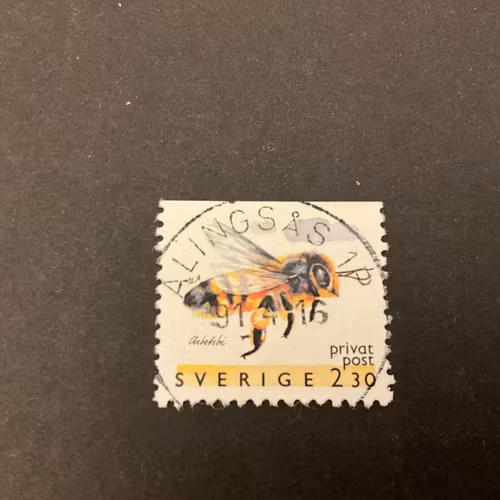 ALINGSÅS 1P
91 4 16
Arbetsbi
privat
post
SVERIGE 2 30